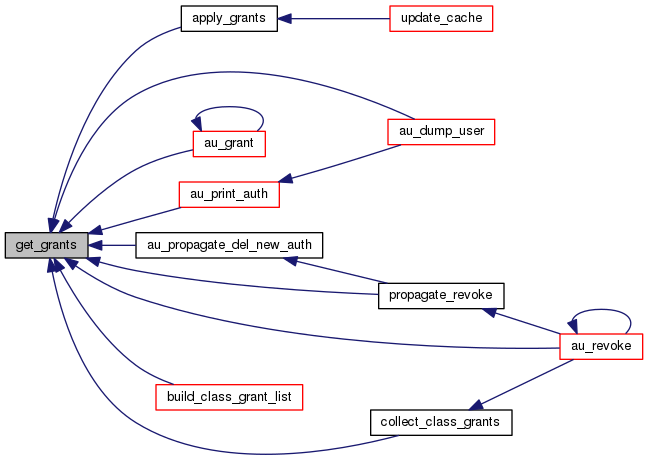 apply_grants
update_cache
au_dump_user
au_grant
au_print_auth
get_grants
au_propagate_del_new_auth
propagate_revoke
au_revoke
build_class_grant_list
collect_class_grants